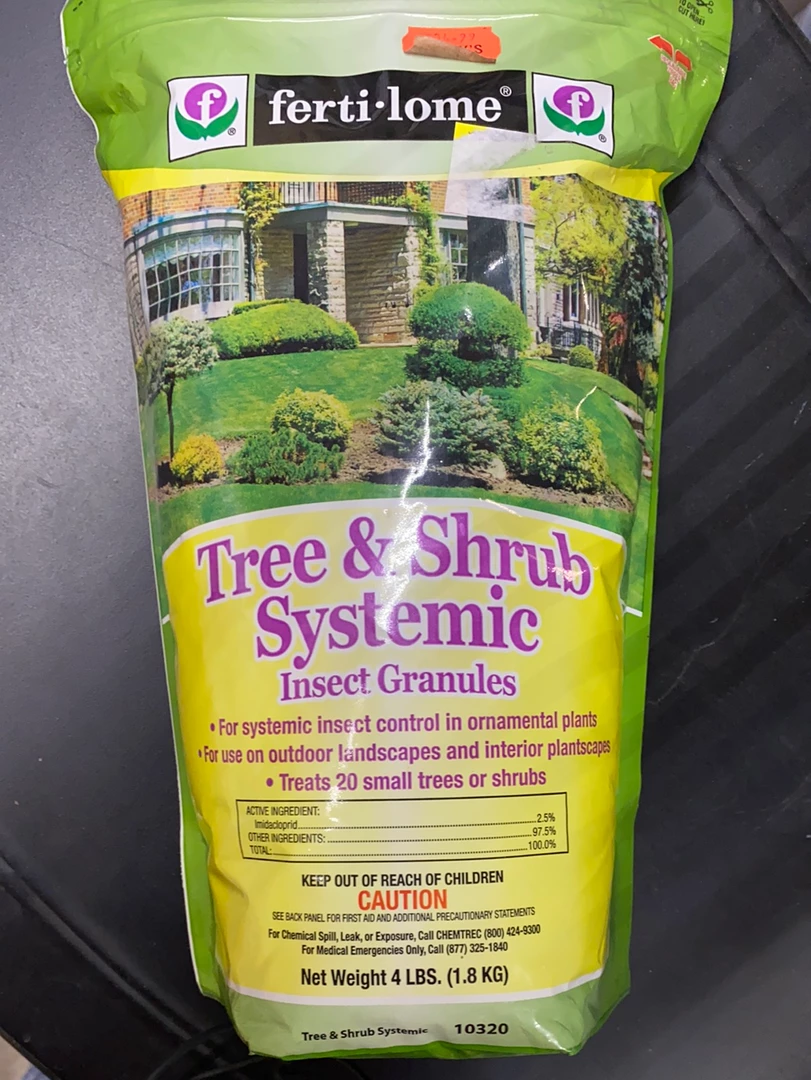 TO OPEN
CUT HERE!
f ® ferti·lome® f ®
Tree & Shrub
Systemic
Insect Granules
• For systemic insect control in ornamental plants
• For use on outdoor landscapes and interior plantscapes
• Treats 20 small trees or shrubs
ACTIVE INGREDIENT:
Imidacloprid 2.5%
OTHER INGREDIENTS: 97.5%
TOTAL: 100.0%
KEEP OUT OF REACH OF CHILDREN
CAUTION
SEE BACK PANEL FOR FIRST AID AND ADDITIONAL PRECAUTIONARY STATEMENTS
For Chemical Spill, Leak, or Exposure, Call CHEMTREC (800) 424-9300
For Medical Emergencies Only, Call (877) 325-1840
Net Weight 4 LBS. (1.8 KG)
Tree & Shrub Systemic 10320